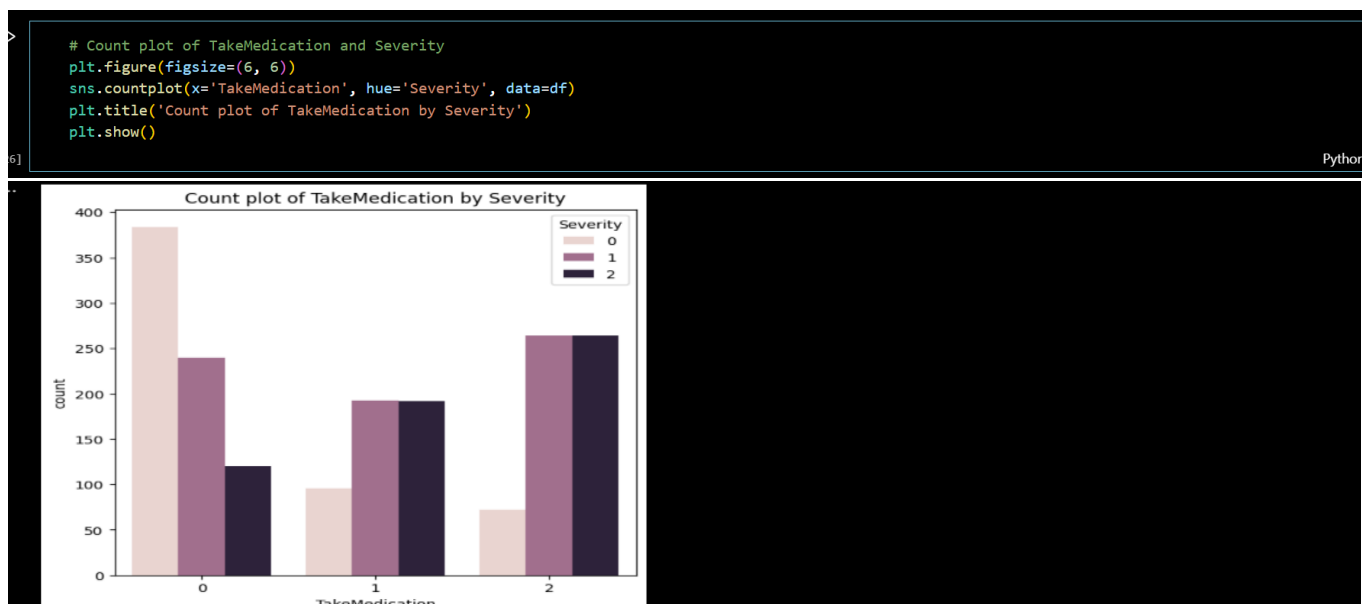 # Count plot of TakeMedication and Severity
plt.figure(figsize=(6, 6))
sns.countplot(x='TakeMedication', hue='Severity', data=df)
plt.title('Count plot of TakeMedication by Severity')
plt.show()
6]
Python
Count plot of TakeMedication by Severity
Severity
0
1
2
400
350
300
250
200
150
100
50
0
count
0 1 2
TakeMedication